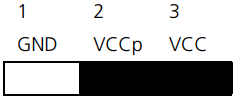 1 2 3
GND VCCp VCC